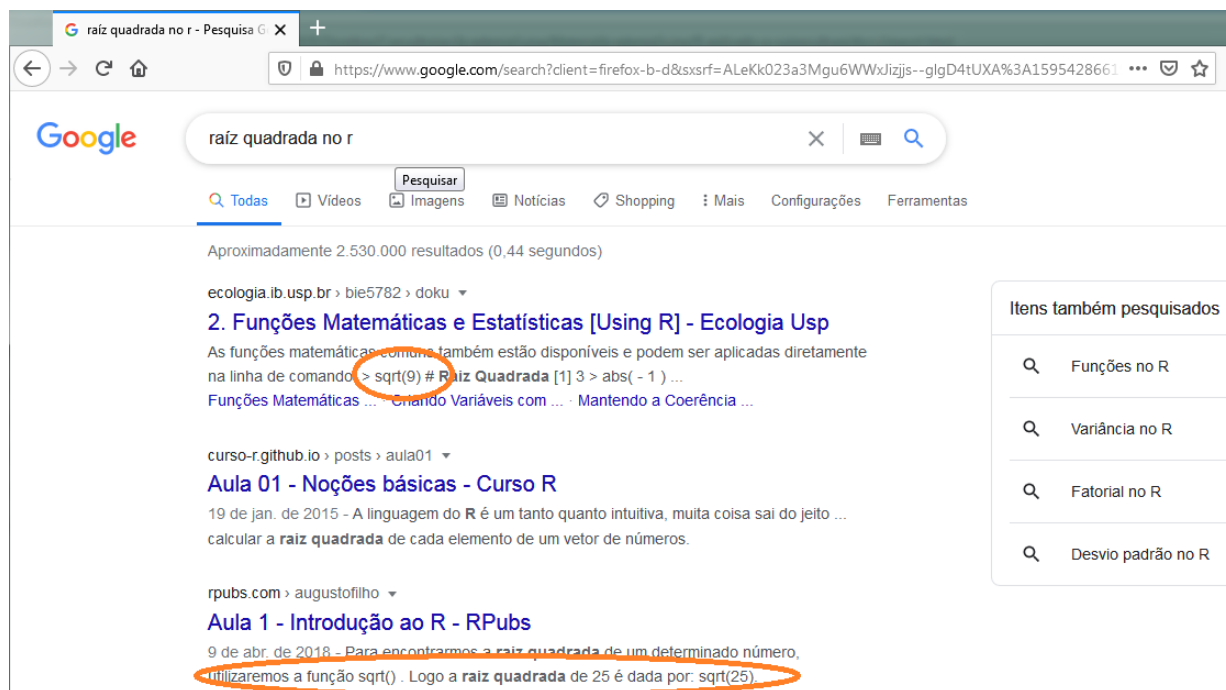 raíz quadrada no r - Pesquisa G
https://www.google.com/search?client=firefox-b-d&sxsrf=ALeKk023a3Mgu6WWxJizjjs--glgD4tUXA%3A1595428661
Google
raíz quadrada no r
Pesquisar
Todas Vídeos Imagens Notícias Shopping Mais Configurações Ferramentas
Aproximadamente 2.530.000 resultados (0,44 segundos)
ecologia.ib.usp.br › bie5782 › doku
2. Funções Matemáticas e Estatísticas [Using R] - Ecologia Usp
As funções matemáticas comuns também estão disponíveis e podem ser aplicadas diretamente
na linha de comando: > sqrt(9) # Raiz Quadrada [1] 3 > abs( - 1 ) ...
Funções Matemáticas ... · Criando Variáveis com ... · Mantendo a Coerência ...
curso-r.github.io › posts › aula01
Aula 01 - Noções básicas - Curso R
19 de jan. de 2015 - A linguagem do R é um tanto quanto intuitiva, muita coisa sai do jeito ...
calcular a raiz quadrada de cada elemento de um vetor de números.
rpubs.com › augustofilho
Aula 1 - Introdução ao R - RPubs
9 de abr. de 2018 - Para encontrarmos a raiz quadrada de um determinado número,
utilizaremos a função sqrt() . Logo a raiz quadrada de 25 é dada por: sqrt(25).
Itens também pesquisados
Funções no R
Variância no R
Fatorial no R
Desvio padrão no R